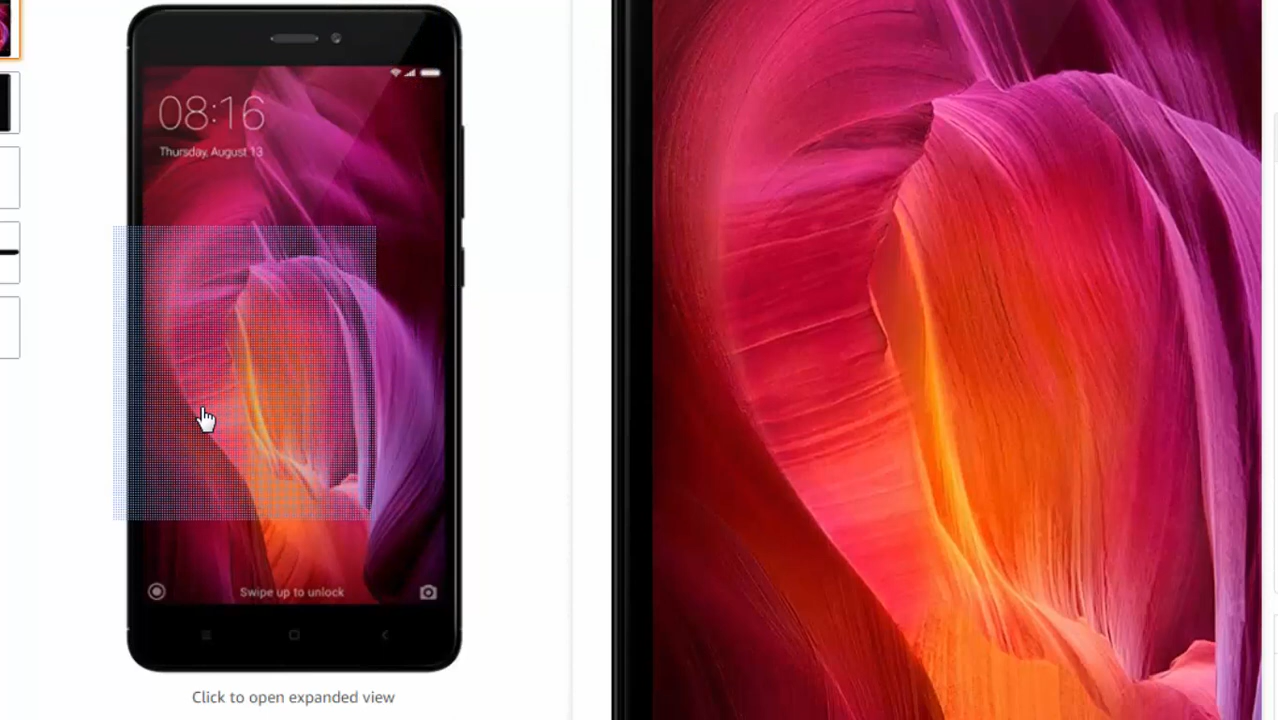 08:16
Thursday, August 13
Swipe up to unlock
Click to open expanded view